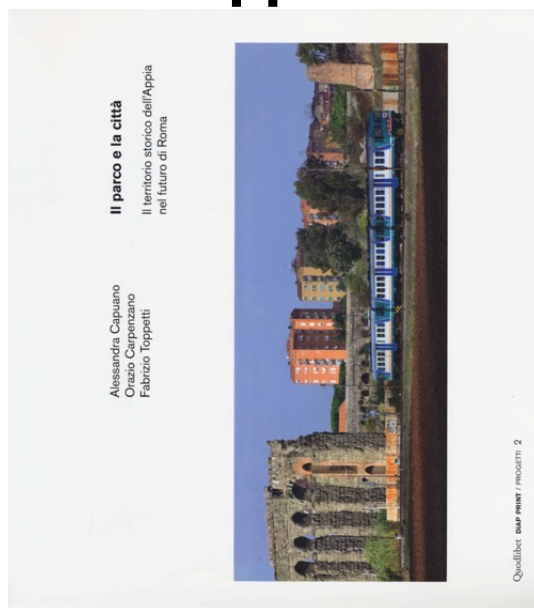 Alessandra Capuano
Orazio Carpenzano
Fabrizio Toppetti
Il parco e la città
Il territorio storico dell'Appia
nel futuro di Roma
Quodlibet DIAP PRINT / PROGETTI 2